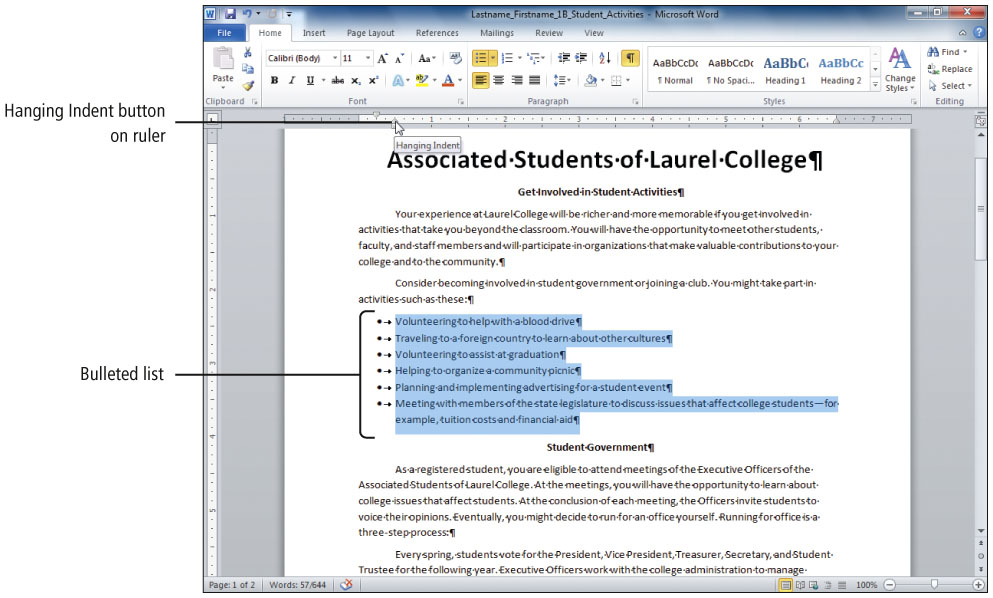 Lastname_Firstname_1B_Student_Activities - Microsoft Word
File Home Insert Page Layout References Mailings Review View
Calibri (Body) 11 Find
Paste AaBbCcDc AaBbCcDc AaBbC AaBbCc Replace
B I U abc ¶ Normal ¶ No Spaci... Heading 1 Heading 2 Change Styles Select
Clipboard Font Paragraph Styles Editing
Hanging Indent button
on ruler
1 2 3 4 5 6 7
Hanging Indent
Associated·Students·of·Laurel·College¶
Get·Involved·in·Student·Activities¶
Your·experience·at·Laurel·College·will·be·richer·and·more·memorable·if·you·get·involved·in·
activities·that·take·you·beyond·the·classroom.·You·will·have·the·opportunity·to·meet·other·students,·
faculty,·and·staff·members·and·will·participate·in·organizations·that·make·valuable·contributions·to·your·
college·and·to·the·community.¶
Consider·becoming·involved·in·student·government·or·joining·a·club.·You·might·take·part·in·
activities·such·as·these:¶
•→Volunteering·to·help·with·a·blood·drive¶
•→Traveling·to·a·foreign·country·to·learn·about·other·cultures¶
•→Volunteering·to·assist·at·graduation¶
•→Helping·to·organize·a·community·picnic¶
Bulleted list
•→Planning·and·implementing·advertising·for·a·student·event¶
•→Meeting·with·members·of·the·state·legislature·to·discuss·issues·that·affect·college·students—for·
example,·tuition·costs·and·financial·aid¶
Student·Government¶
As·a·registered·student,·you·are·eligible·to·attend·meetings·of·the·Executive·Officers·of·the·
Associated·Students·of·Laurel·College.·At·the·meetings,·you·will·have·the·opportunity·to·learn·about·
college·issues·that·affect·students.·At·the·conclusion·of·each·meeting,·the·Officers·invite·students·to·
voice·their·opinions.·Eventually,·you·might·decide·to·run·for·an·office·yourself.·Running·for·office·is·a·
three-step·process:¶
Every·spring,·students·vote·for·the·President,·Vice·President,·Treasurer,·Secretary,·and·Student·
Trustee·for·the·following·year.·Executive·Officers·work·with·the·college·administration·to·manage·
Page: 1 of 2 Words: 57/644 100%